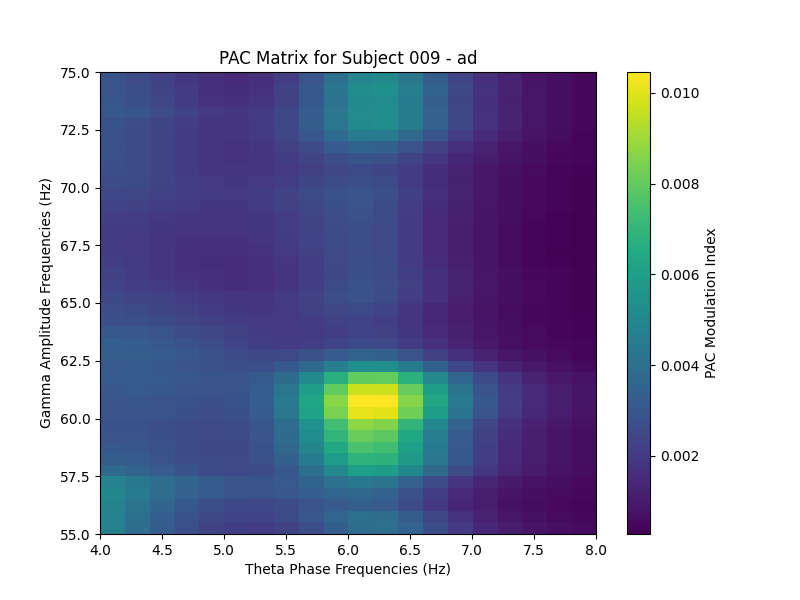 PAC Matrix for Subject 009 - ad
75.0
72.5
70.0
67.5
65.0
62.5
60.0
57.5
55.0
Gamma Amplitude Frequencies (Hz)
4.0 4.5 5.0 5.5 6.0 6.5 7.0 7.5 8.0
Theta Phase Frequencies (Hz)
0.010
0.008
0.006
0.004
0.002
PAC Modulation Index